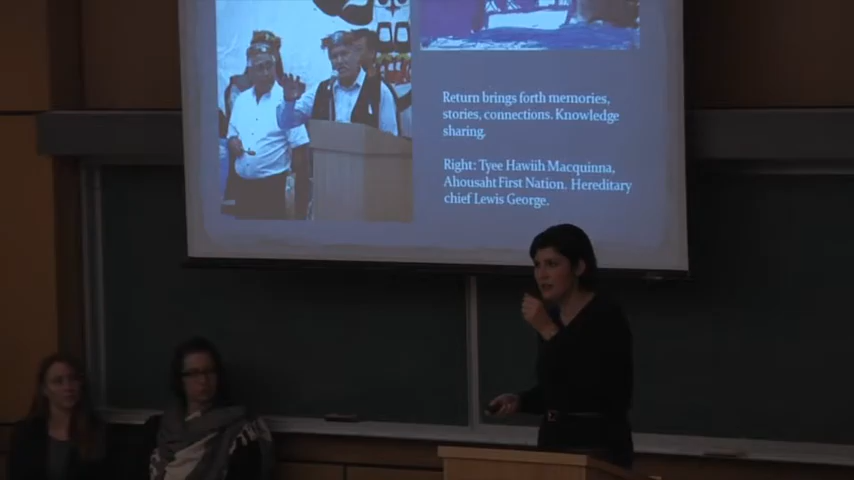 Return brings forth memories,
stories, connections. Knowledge
sharing.
Right: Tyee Hawiih Macquinna,
Ahousaht First Nation. Hereditary
chief Lewis George.